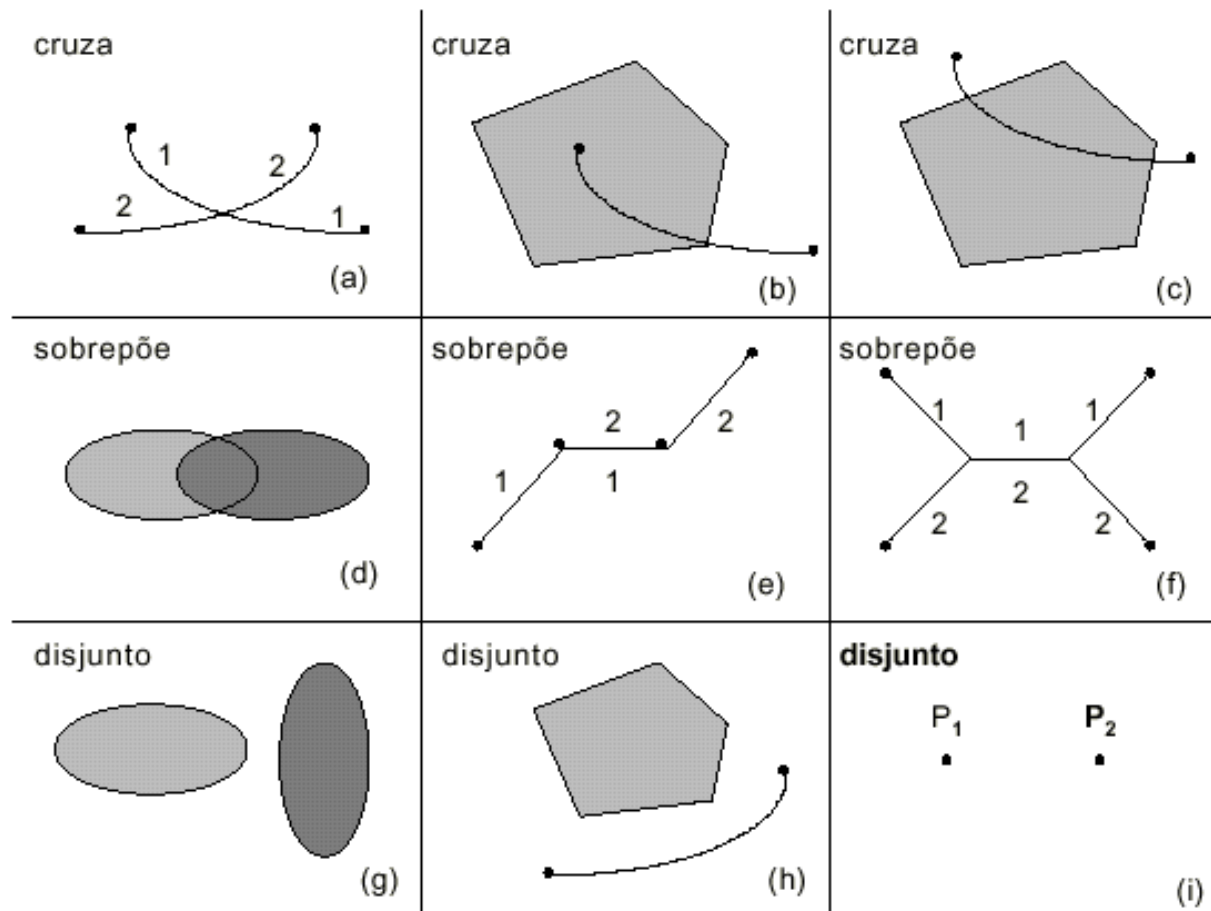 cruza
1
2
2
1
(a)
cruza
(b)
cruza
(c)
sobrepõe
(d)
sobrepõe
2
2
1
1
(e)
sobrepõe
1
1
1
2
2
2
(f)
disjunto
(g)
disjunto
(h)
disjunto
P1 P2
(i)